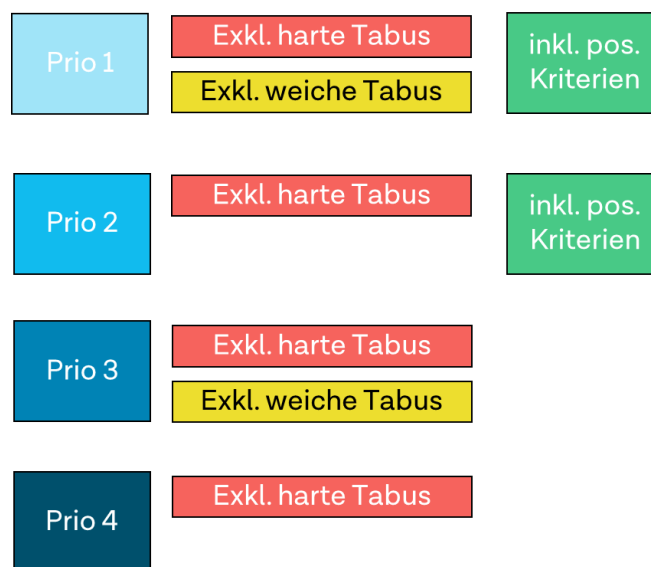 Prio 1
Exkl. harte Tabus
Exkl. weiche Tabus
inkl. pos.
Kriterien
Prio 2
Exkl. harte Tabus
inkl. pos.
Kriterien
Prio 3
Exkl. harte Tabus
Exkl. weiche Tabus
Prio 4
Exkl. harte Tabus